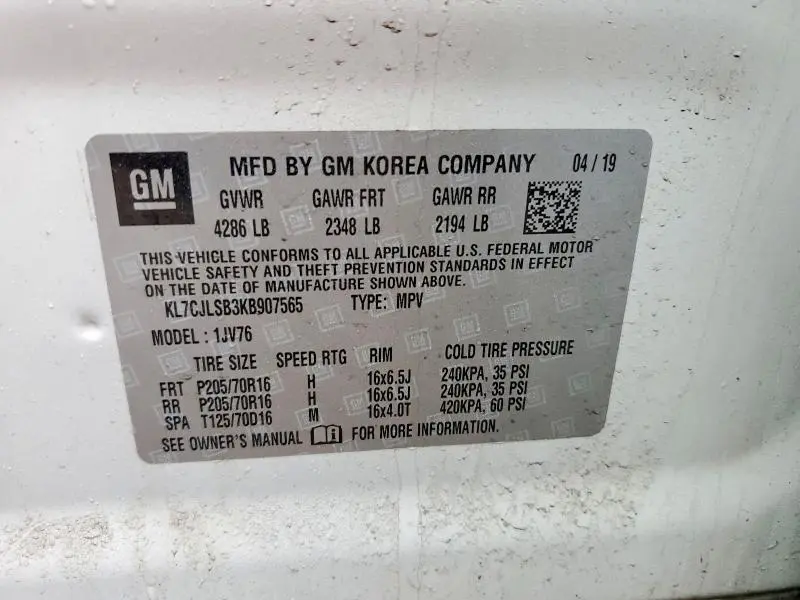 GM MFD BY GM KOREA COMPANY 04 / 19
GVWR GAWR FRT GAWR RR
4286 LB 2348 LB 2194 LB
THIS VEHICLE CONFORMS TO ALL APPLICABLE U.S. FEDERAL MOTOR
VEHICLE SAFETY AND THEFT PREVENTION STANDARDS IN EFFECT
ON THE DATE OF MANUFACTURE SHOWN ABOVE.
KL7CJLSB3KB907565 TYPE: MPV
MODEL : 1JV76
TIRE SIZE SPEED RTG RIM COLD TIRE PRESSURE
FRT P205/70R16 H 16x6.5J 240KPA, 35 PSI
RR P205/70R16 H 16x6.5J 240KPA, 35 PSI
SPA T125/70D16 M 16x4.0T 420KPA, 60 PSI
SEE OWNER'S MANUAL FOR MORE INFORMATION.